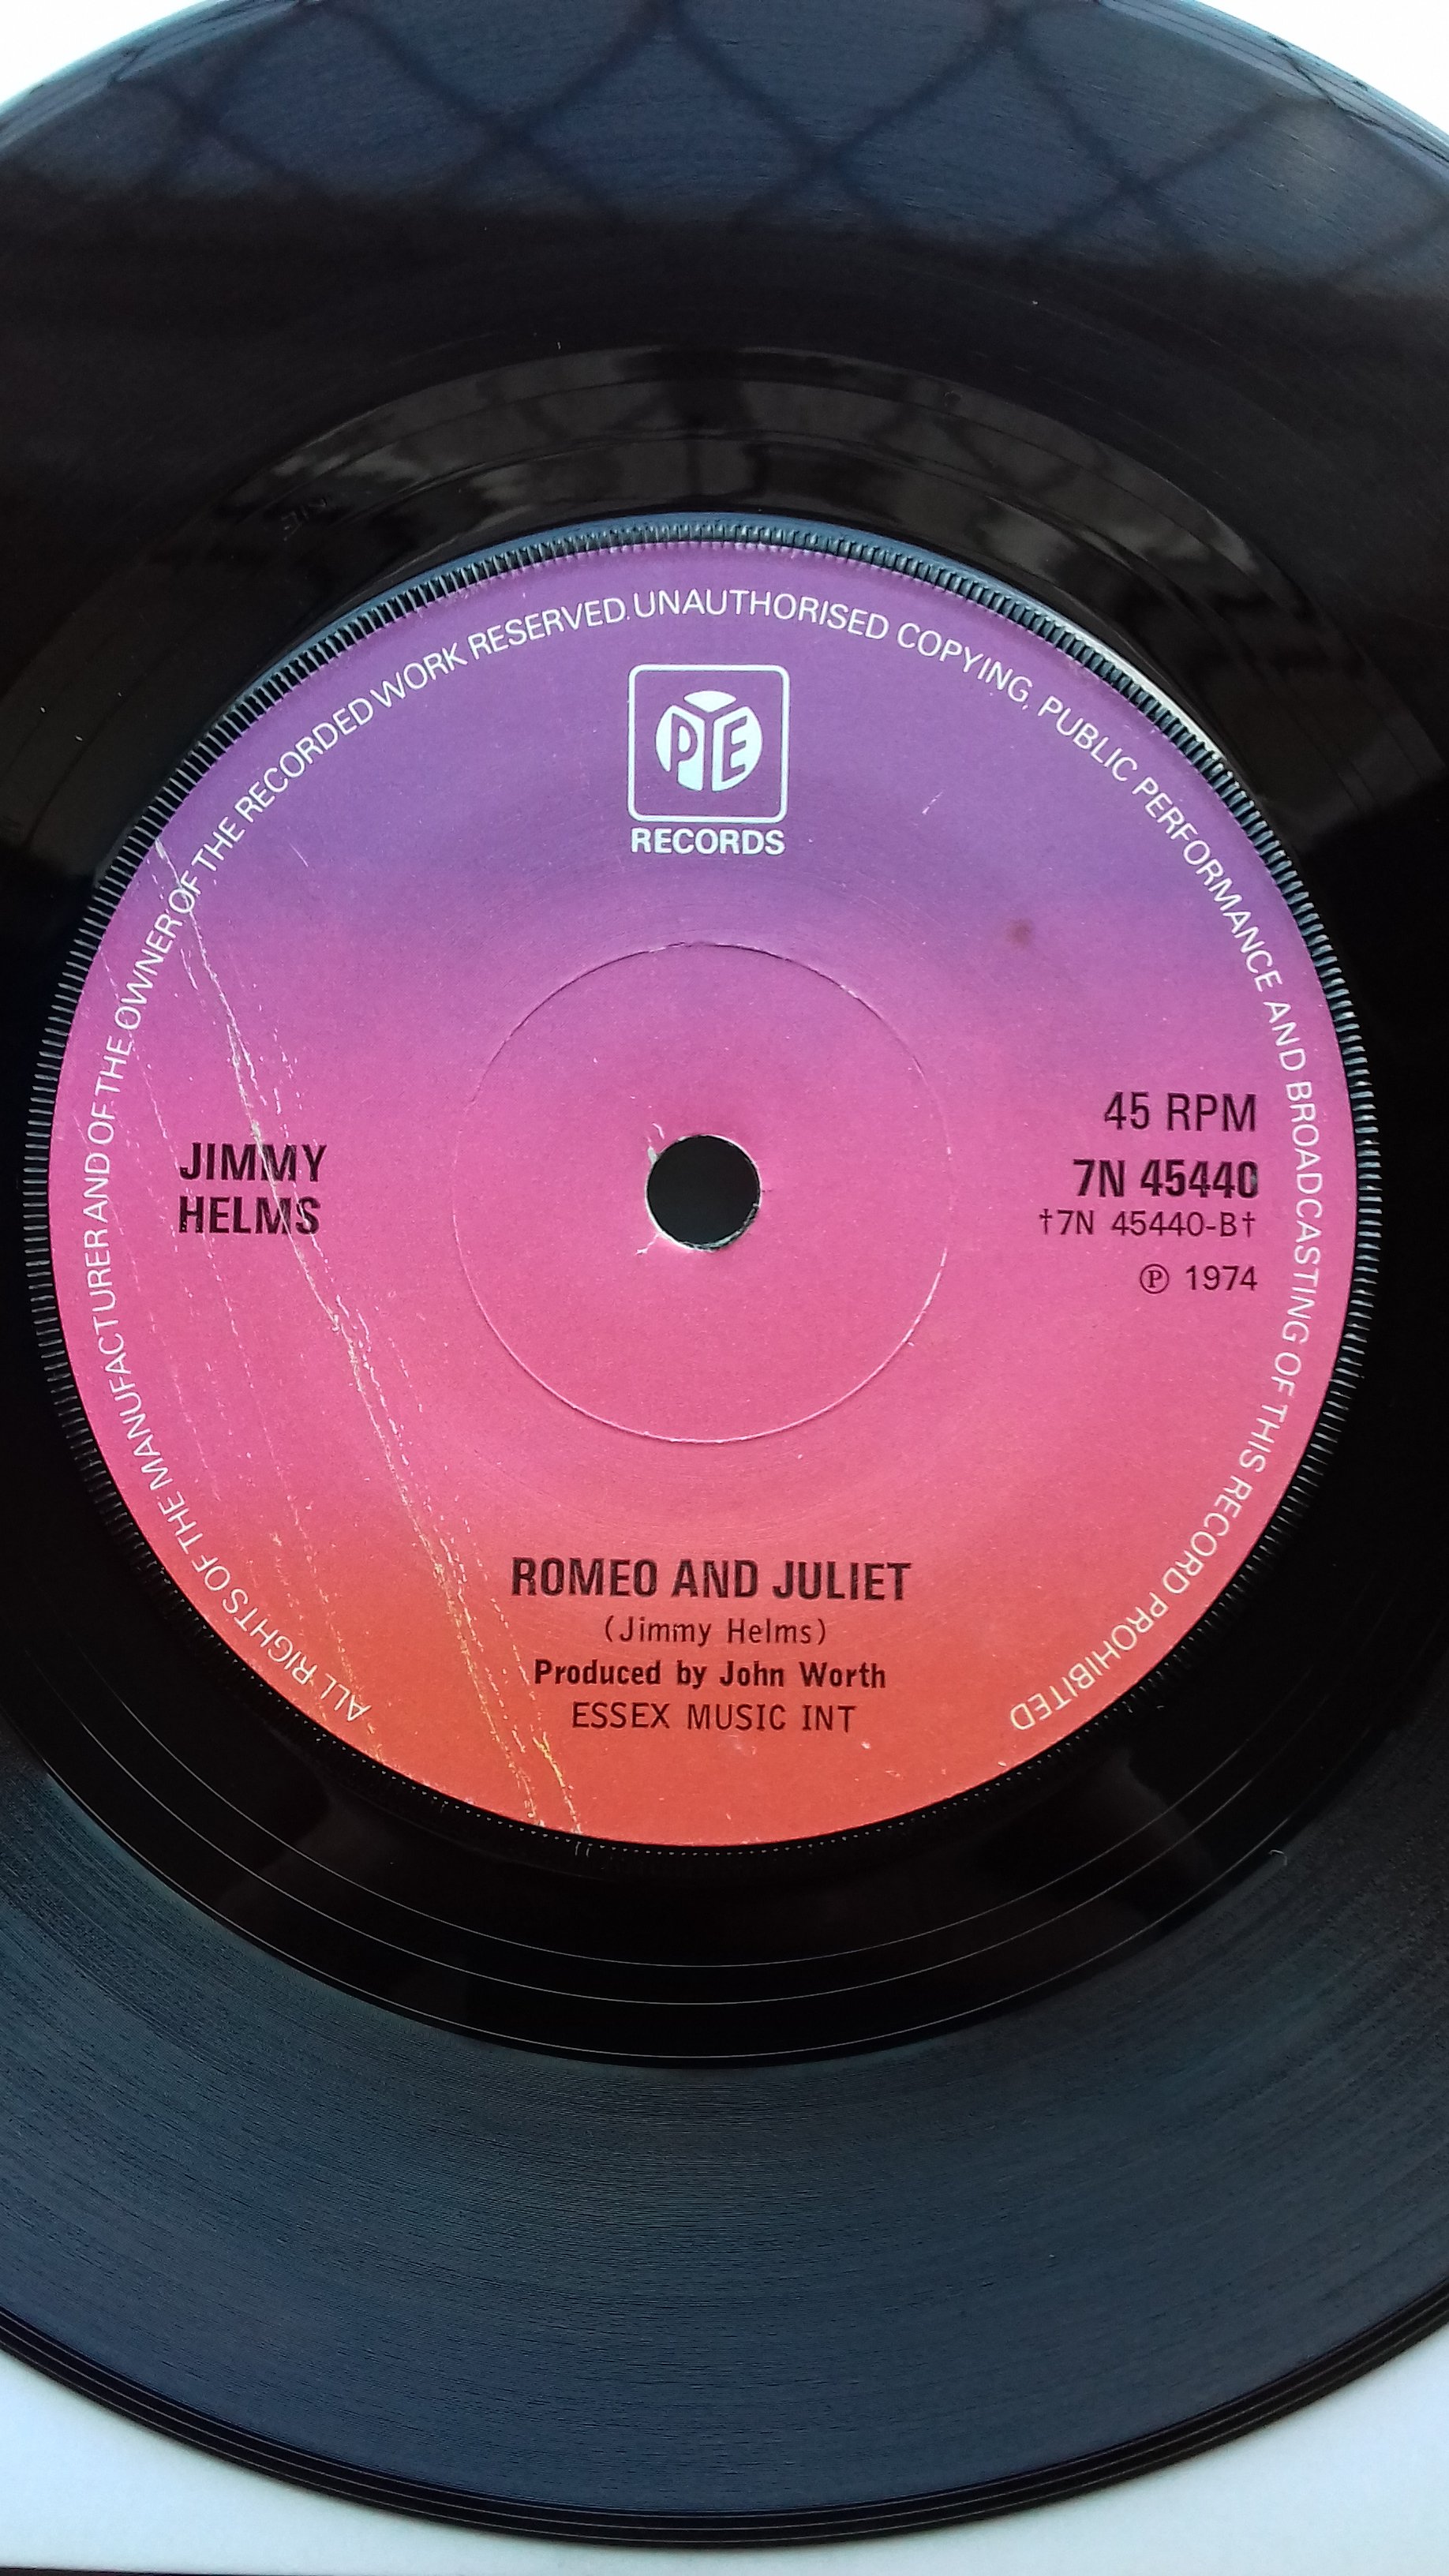 ALL RIGHTS OF THE MANUFACTURER AND OF THE OWNER OF THE RECORDED WORK RESERVED. UNAUTHORISED COPYING, PUBLIC PERFORMANCE AND BROADCASTING OF THIS RECORD PROHIBITED
PYE
RECORDS
JIMMY
HELMS
45 RPM
7N 45440
†7N 45440-B†
℗ 1974
ROMEO AND JULIET
(Jimmy Helms)
Produced by John Worth
ESSEX MUSIC INT